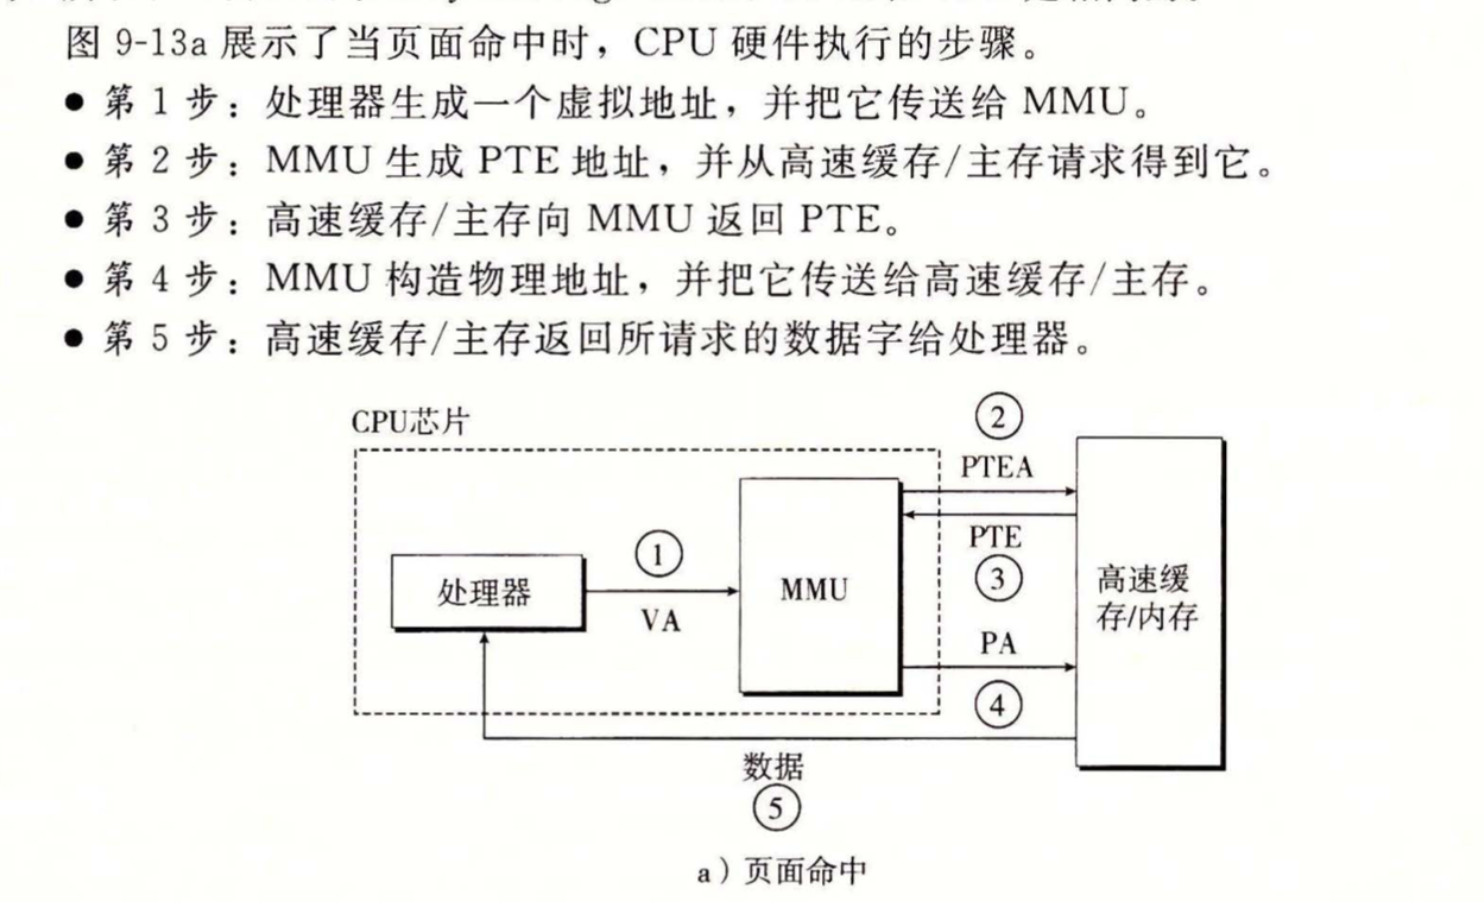 图 9-13a 展示了当页面命中时，CPU 硬件执行的步骤。
● 第 1 步：处理器生成一个虚拟地址，并把它传送给 MMU。
● 第 2 步：MMU 生成 PTE 地址，并从高速缓存/主存请求得到它。
● 第 3 步：高速缓存/主存向 MMU 返回 PTE。
● 第 4 步：MMU 构造物理地址，并把它传送给高速缓存/主存。
● 第 5 步：高速缓存/主存返回所请求的数据字给处理器。
CPU芯片
②
PTEA
PTE
③
①
VA
处理器
MMU
高速缓
存/内存
PA
④
数据
⑤
a）页面命中